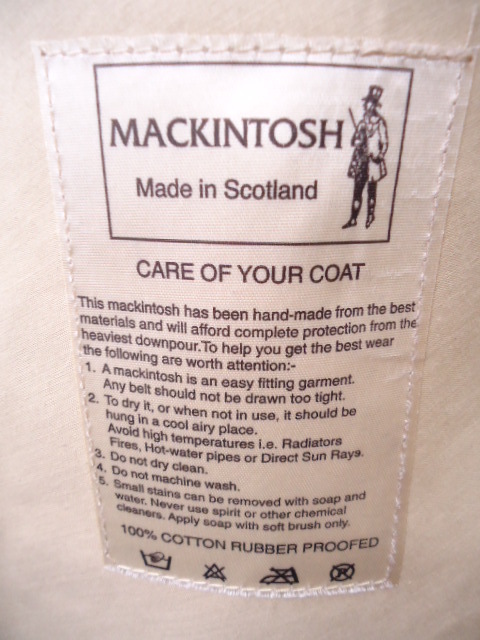 MACKINTOSH
Made in Scotland
CARE OF YOUR COAT
This mackintosh has been hand-made from the best
materials and will afford complete protection from the
heaviest downpour.To help you get the best wear
the following are worth attention:-
1. A mackintosh is an easy fitting garment.
Any belt should not be drawn too tight.
2. To dry it, or when not in use, it should be
hung in a cool airy place.
Avoid high temperatures i.e. Radiators
Fires, Hot-water pipes or Direct Sun Rays.
3. Do not dry clean.
4. Do not machine wash.
5. Small stains can be removed with soap and
water. Never use spirit or other chemical
cleaners. Apply soap with soft brush only.
100% COTTON RUBBER PROOFED